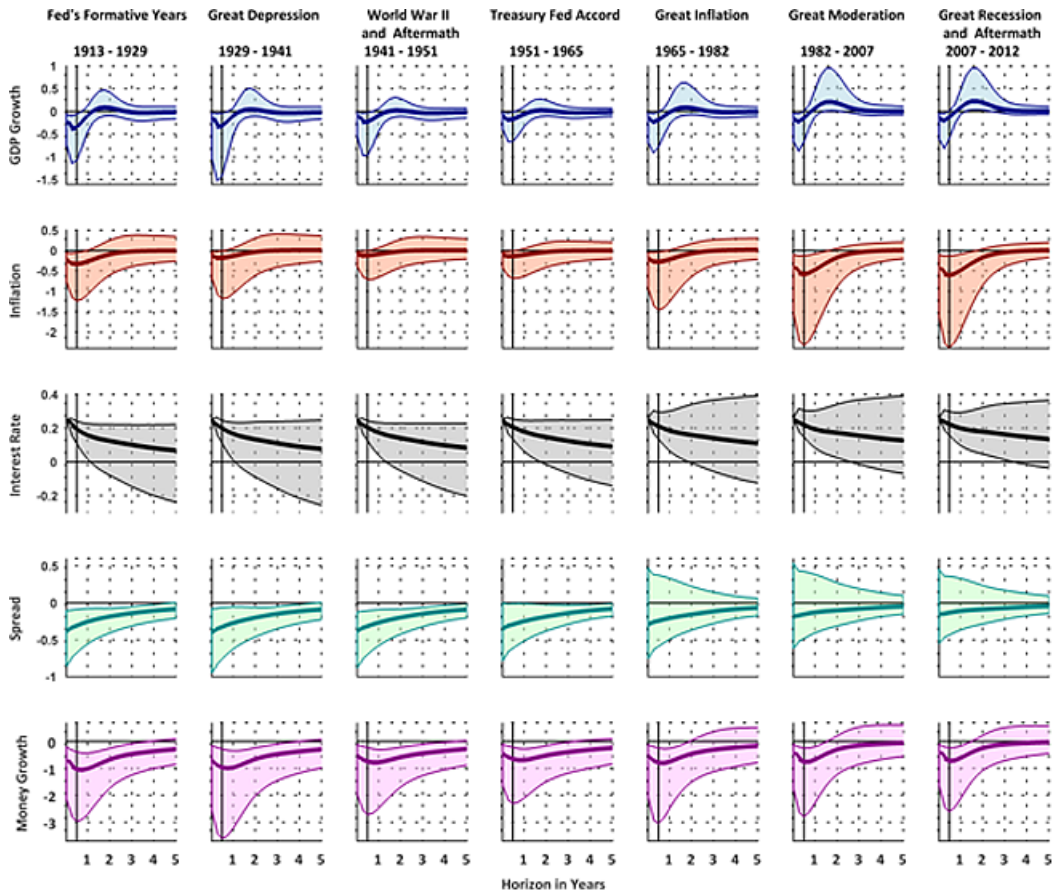 Fed's Formative Years
1913 - 1929
Great Depression
1929 - 1941
World War II
and Aftermath
1941 - 1951
Treasury Fed Accord
1951 - 1965
Great Inflation
1965 - 1982
Great Moderation
1982 - 2007
Great Recession
and Aftermath
2007 - 2012
GDP Growth
1
0.5
0
-0.5
-1
-1.5
Inflation
0.5
0
-0.5
-1
-1.5
-2
Interest Rate
0.4
0.2
0
-0.2
Spread
0.5
0
-0.5
-1
Money Growth
0
-1
-2
-3
1 2 3 4 5
1 2 3 4 5
1 2 3 4 5
1 2 3 4 5
1 2 3 4 5
1 2 3 4 5
1 2 3 4 5
Horizon in Years